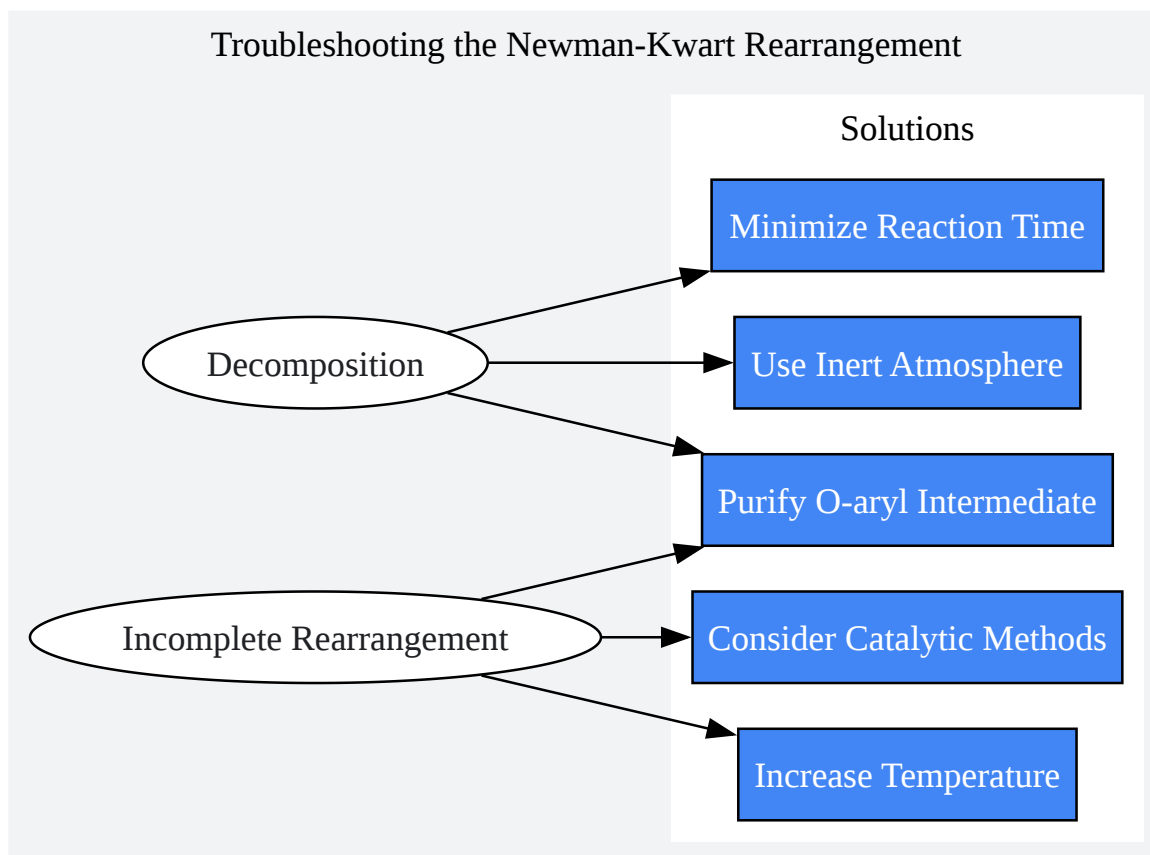 Troubleshooting the Newman-Kwart Rearrangement
Solutions
Minimize Reaction Time
Use Inert Atmosphere
Decomposition
Purify O-aryl Intermediate
Incomplete Rearrangement
Consider Catalytic Methods
Increase Temperature